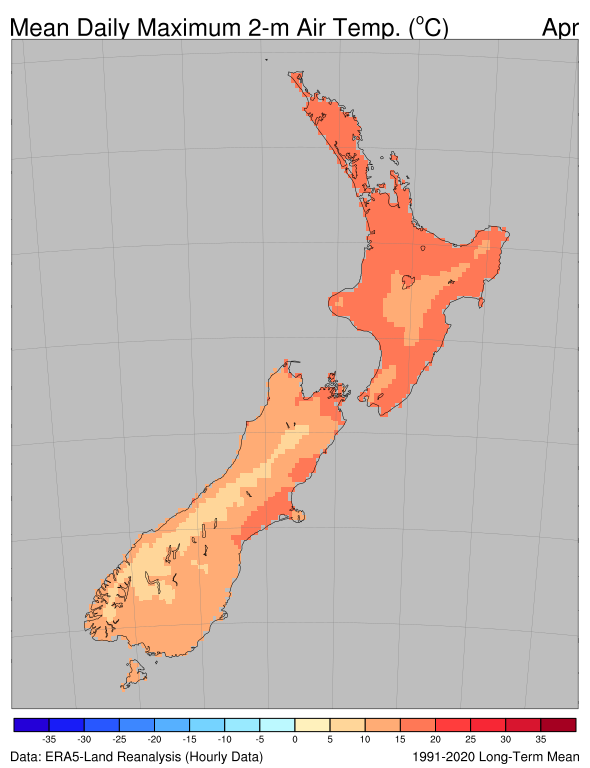 Mean Daily Maximum 2-m Air Temp. (°C) Apr
-35 -30 -25 -20 -15 -10 -5 0 5 10 15 20 25 30 35
Data: ERA5-Land Reanalysis (Hourly Data) 1991-2020 Long-Term Mean